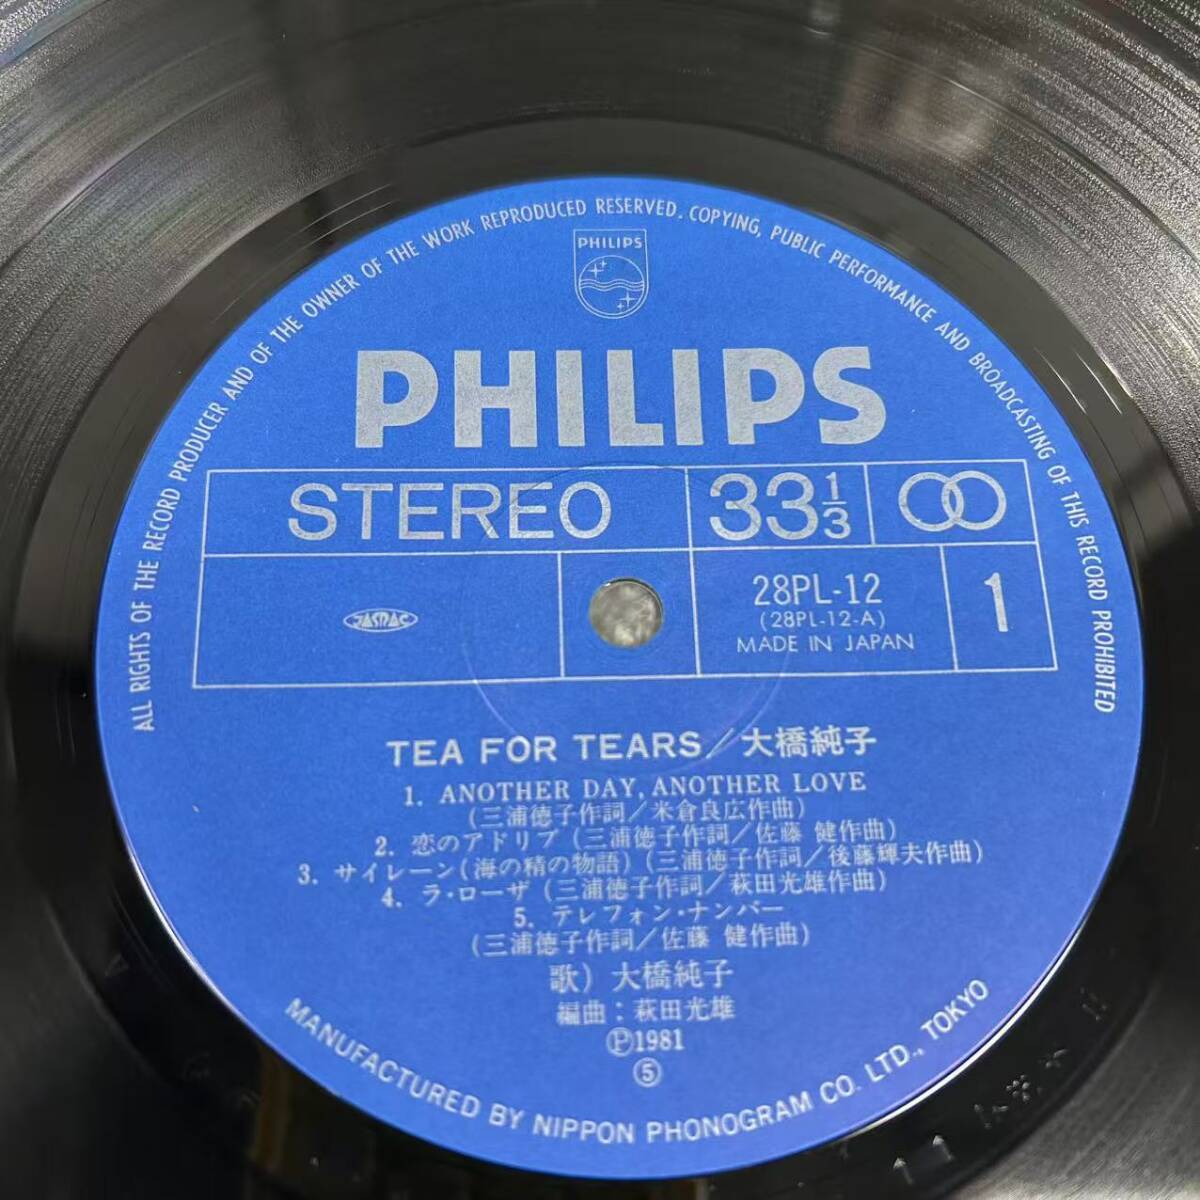 ALL RIGHTS OF THE RECORD PRODUCER AND OF THE OWNER OF THE WORK REPRODUCED RESERVED. COPYING, PUBLIC PERFORMANCE AND BROADCASTING OF THIS RECORD PROHIBITED
PHILIPS
PHILIPS
STEREO 33 1/3
JASRAC
28PL-12
(28PL-12-A)
MADE IN JAPAN
1
TEA FOR TEARS／大橋純子
1. ANOTHER DAY, ANOTHER LOVE
(三浦徳子作詞／米倉良広作曲)
2. 恋のアドリブ(三浦徳子作詞／佐藤 健作曲)
3. サイレーン(海の精の物語)(三浦徳子作詞／後藤輝夫作曲)
4. ラ・ローザ(三浦徳子作詞／萩田光雄作曲)
5. テレフォン・ナンバー
(三浦徳子作詞／佐藤 健作曲)
歌) 大橋純子
編曲：萩田光雄
Ⓟ1981
⑤
MANUFACTURED BY NIPPON PHONOGRAM CO. LTD., TOKYO